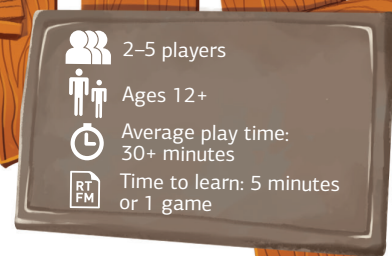 2–5 players
Ages 12+
Average play time:
30+ minutes
RT
FM
Time to learn: 5 minutes
or 1 game